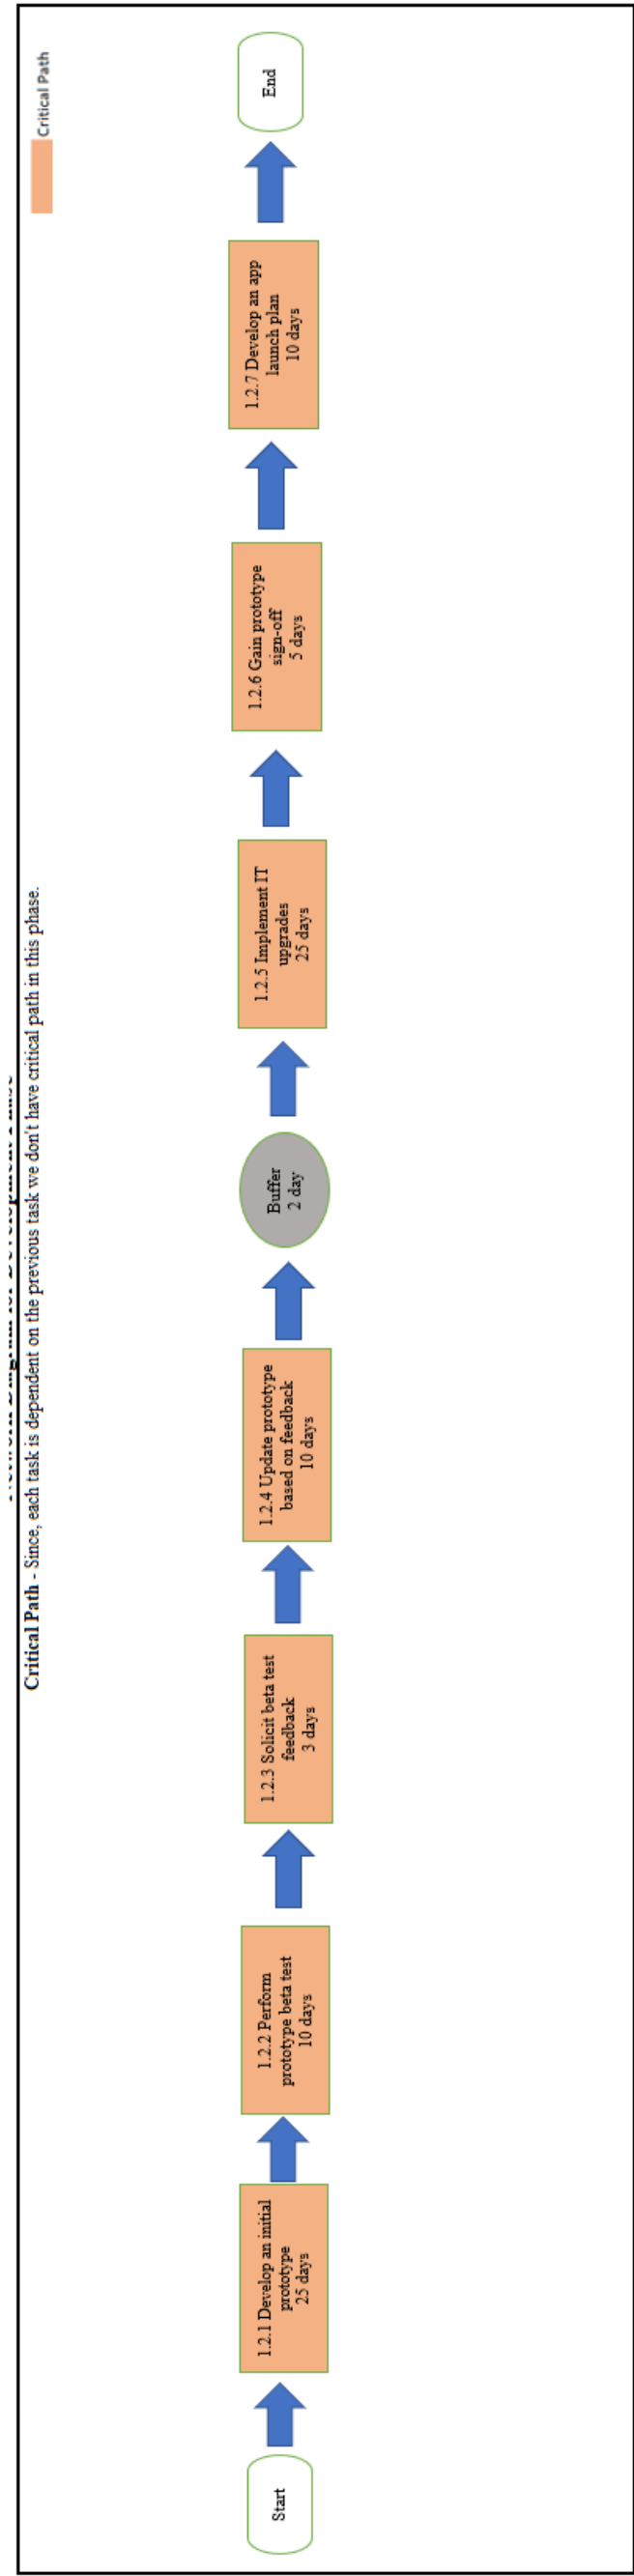 Critical Path - Since, each task is dependent on the previous task we don't have critical path in this phase.
Critical Path
Start
1.2.1 Develop an initial
prototype
25 days
1.2.2 Perform
prototype beta test
10 days
1.2.3 Solicit beta test
feedback
3 days
1.2.4 Update prototype
based on feedback
10 days
Buffer
2 day
1.2.5 Implement IT
upgrades
25 days
1.2.6 Gain prototype
sign-off
5 days
1.2.7 Develop an app
launch plan
10 days
End